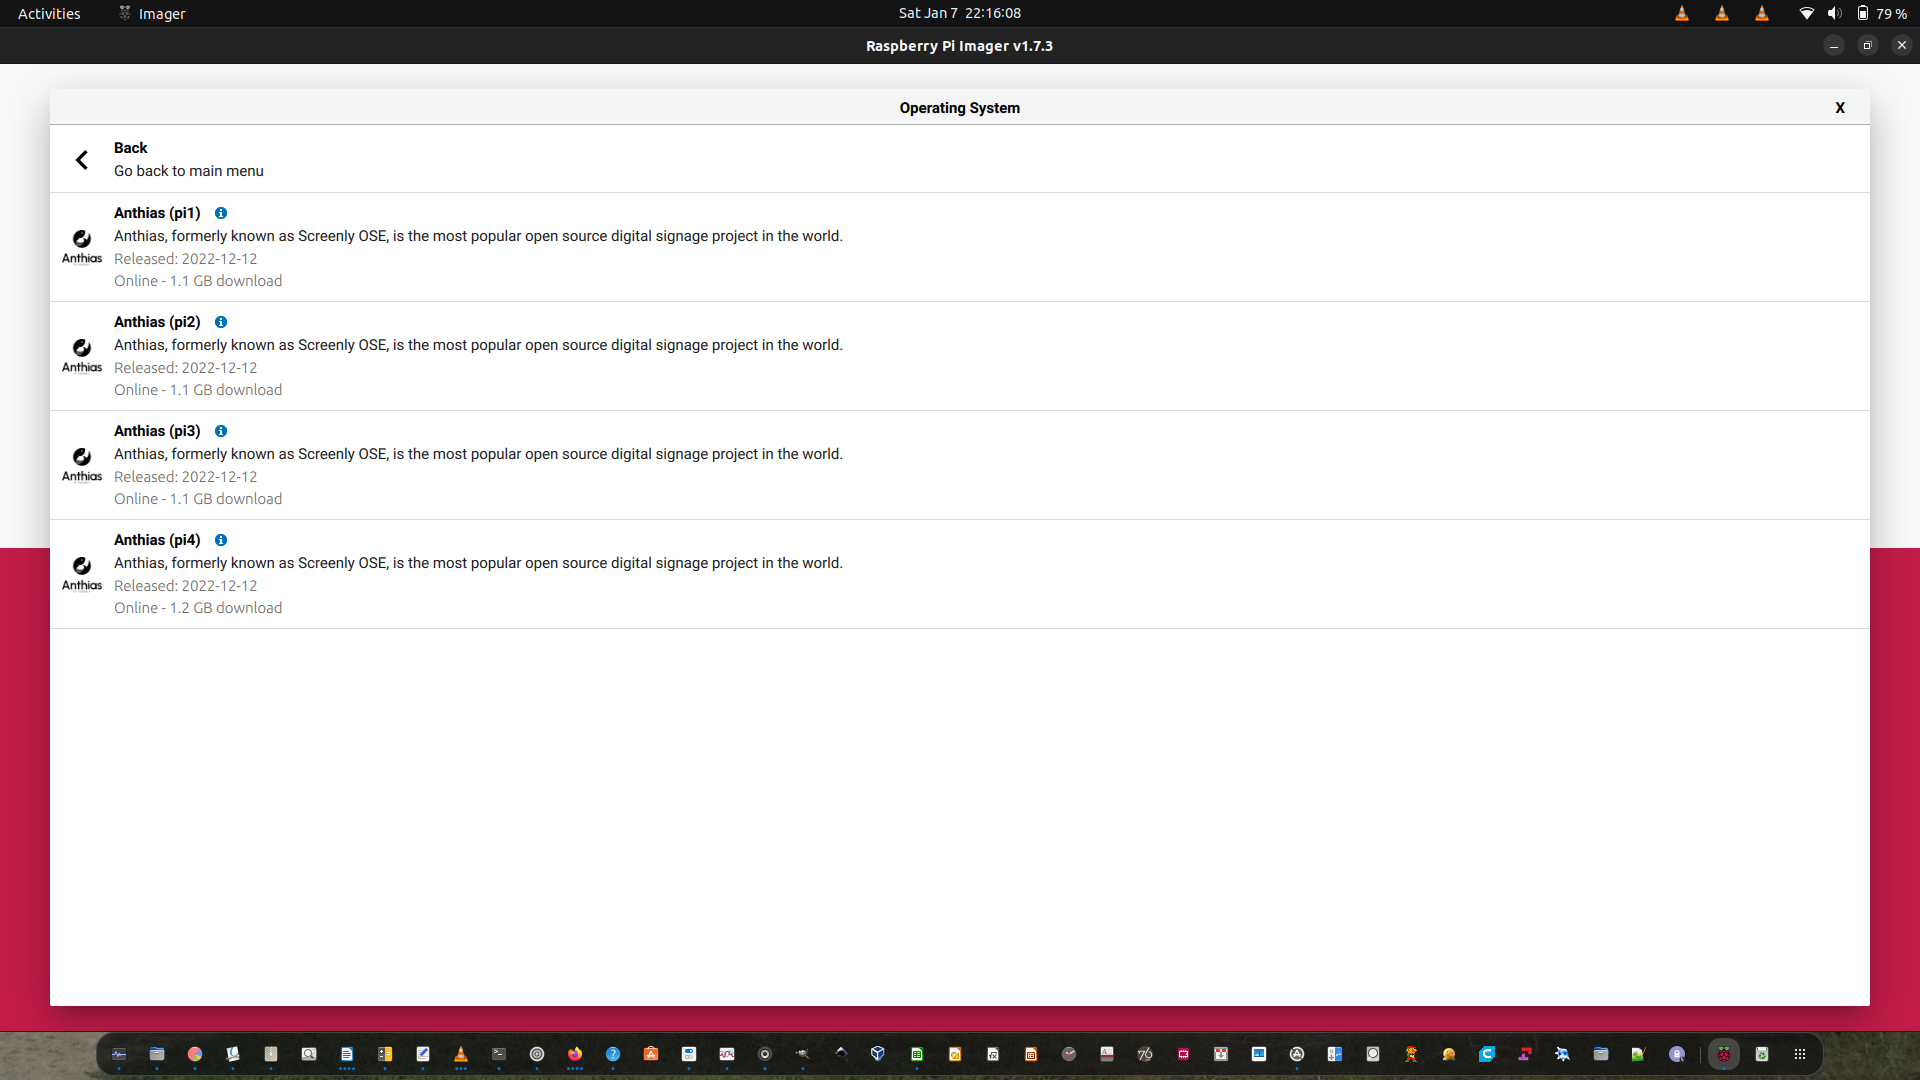 Activities
Imager
Sat Jan 7 22:16:08
79 %
Raspberry Pi Imager v1.7.3
Operating System
X
Back
Go back to main menu
Anthias (pi1)
Anthias, formerly known as Screenly OSE, is the most popular open source digital signage project in the world.
Anthias
Released: 2022-12-12
Online - 1.1 GB download
Anthias (pi2)
Anthias, formerly known as Screenly OSE, is the most popular open source digital signage project in the world.
Anthias
Released: 2022-12-12
Online - 1.1 GB download
Anthias (pi3)
Anthias, formerly known as Screenly OSE, is the most popular open source digital signage project in the world.
Anthias
Released: 2022-12-12
Online - 1.1 GB download
Anthias (pi4)
Anthias, formerly known as Screenly OSE, is the most popular open source digital signage project in the world.
Anthias
Released: 2022-12-12
Online - 1.2 GB download
76